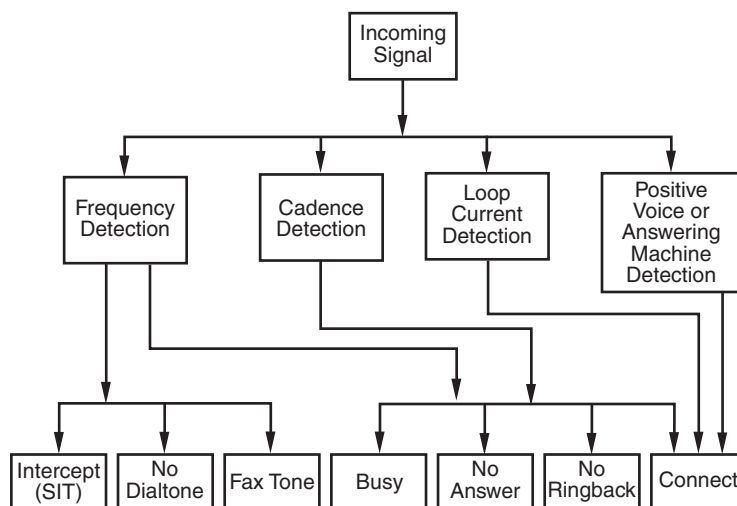 Incoming
Signal
Frequency
Detection
Cadence
Detection
Loop
Current
Detection
Positive
Voice or
Answering
Machine
Detection
Intercept
(SIT)
No
Dialtone
Fax Tone
Busy
No
Answer
No
Ringback
Connect